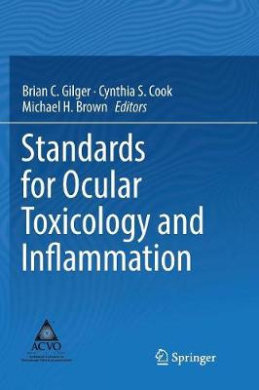 Brian C. Gilger · Cynthia S. Cook
Michael H. Brown Editors
Standards
for Ocular
Toxicology and
Inflammation
ACVO
Springer